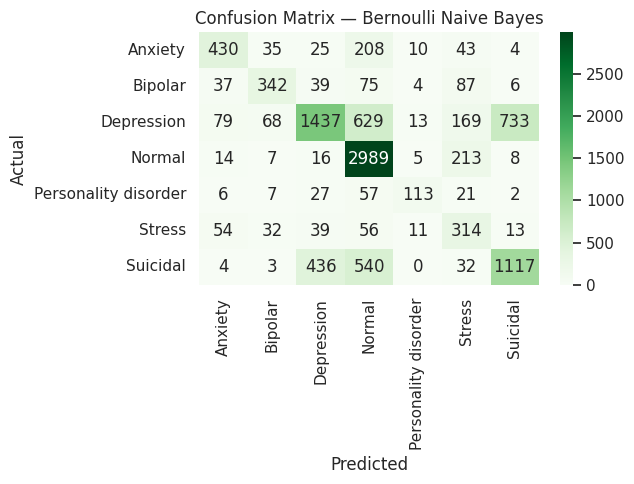 Confusion Matrix — Bernoulli Naive Bayes
Actual
Anxiety 430 35 25 208 10 43 4
Bipolar 37 342 39 75 4 87 6
Depression 79 68 1437 629 13 169 733
Normal 14 7 16 2989 5 213 8
Personality disorder 6 7 27 57 113 21 2
Stress 54 32 39 56 11 314 13
Suicidal 4 3 436 540 0 32 1117
Anxiety
Bipolar
Depression
Normal
Personality disorder
Stress
Suicidal
Predicted
2500
2000
1500
1000
500
0